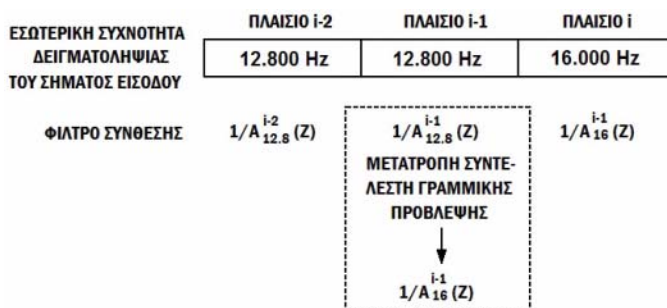 ΠΛΑΙΣΙΟ i-2 ΠΛΑΙΣΙΟ i-1 ΠΛΑΙΣΙΟ i
ΕΣΩΤΕΡΙΚΗ ΣΥΧΝΟΤΗΤΑ
ΔΕΙΓΜΑΤΟΛΗΨΙΑΣ
ΤΟΥ ΣΗΜΑΤΟΣ ΕΙΣΟΔΟΥ
12.800 Hz 12.800 Hz 16.000 Hz
ΦΙΛΤΡΟ ΣΥΝΘΕΣΗΣ 1/A i-2 12.8 (Z) 1/A i-1 12.8 (Z) 1/A i-1 16 (Z)
ΜΕΤΑΤΡΟΠΗ ΣΥΝΤΕ-
ΛΕΣΤΗ ΓΡΑΜΜΙΚΗΣ
ΠΡΟΒΛΕΨΗΣ
1/A i-1 16 (Z)